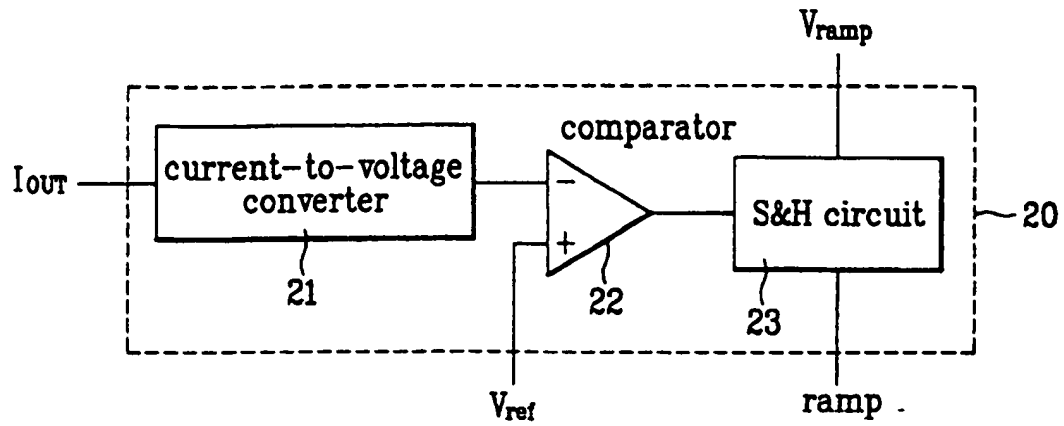 Vramp
comparator
IOUT
current-to-voltage
converter
−
+
S&H circuit
20
21
22
23
Vref
ramp